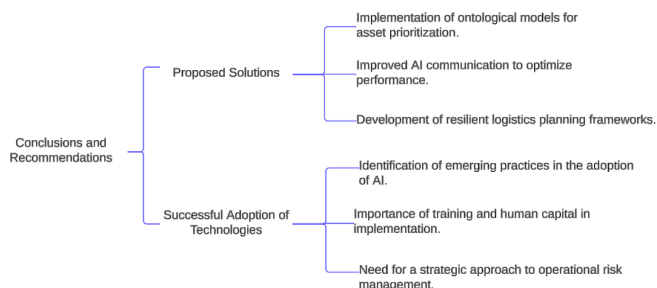 Conclusions and
Recommendations
Proposed Solutions
Implementation of ontological models for
asset prioritization.
Improved AI communication to optimize
performance.
Development of resilient logistics planning frameworks.
Successful Adoption of
Technologies
Identification of emerging practices in the adoption
of AI.
Importance of training and human capital in
implementation.
Need for a strategic approach to operational risk
management.